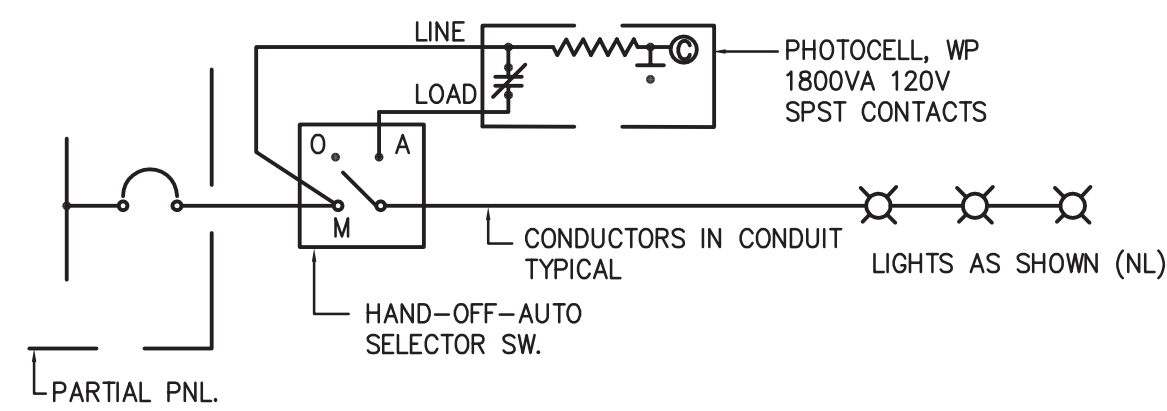 LINE
C
PHOTOCELL, WP
1800VA 120V
SPST CONTACTS
LOAD
O
A
M
CONDUCTORS IN CONDUIT
TYPICAL
LIGHTS AS SHOWN (NL)
HAND-OFF-AUTO
SELECTOR SW.
PARTIAL PNL.